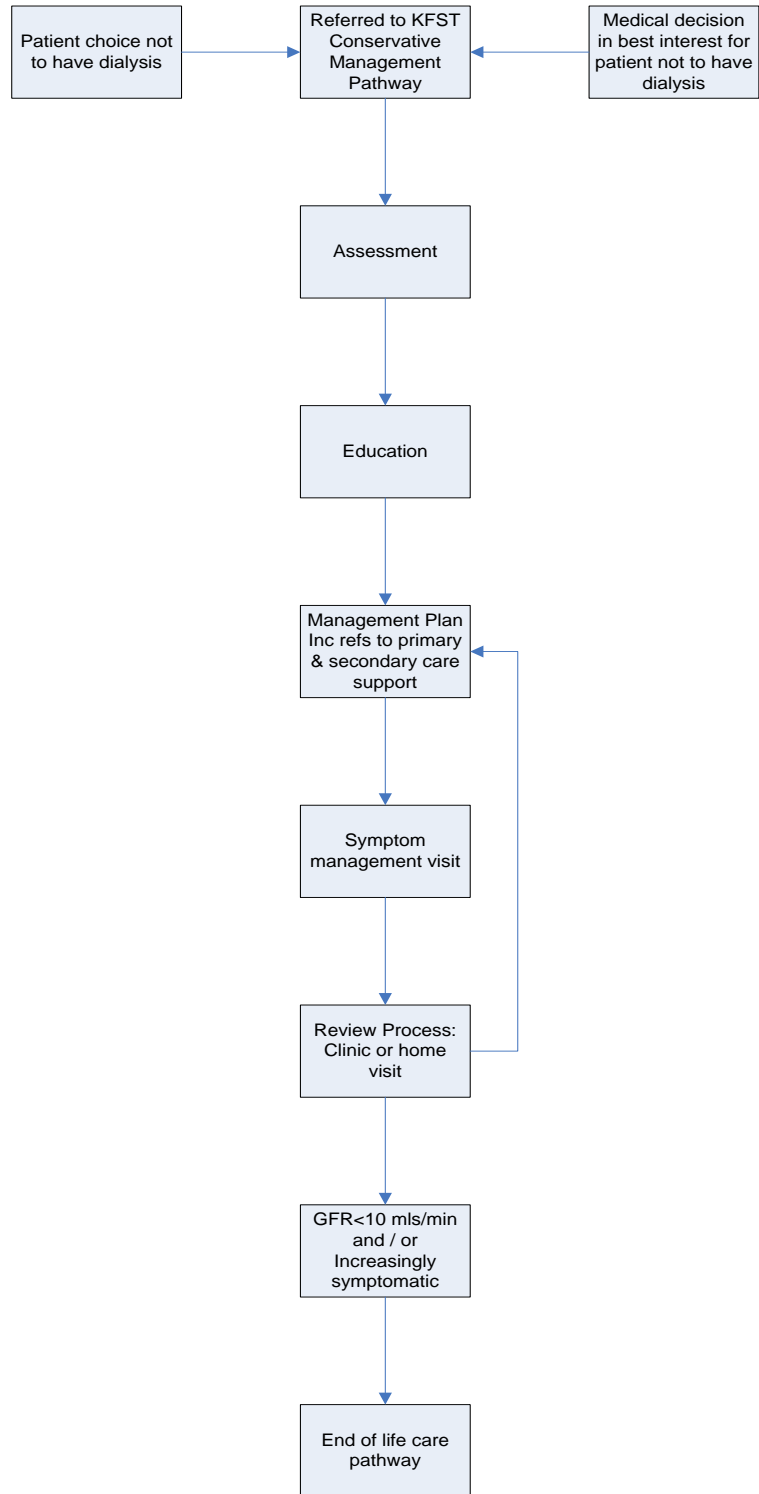 Patient choice not
to have dialysis
Referred to KFST
Conservative
Management
Pathway
Medical decision
in best interest for
patient not to have
dialysis
Assessment
Education
Management Plan
Inc refs to primary
& secondary care
support
Symptom
management visit
Review Process:
Clinic or home
visit
GFR<10 mls/min
and / or
Increasingly
symptomatic
End of life care
pathway